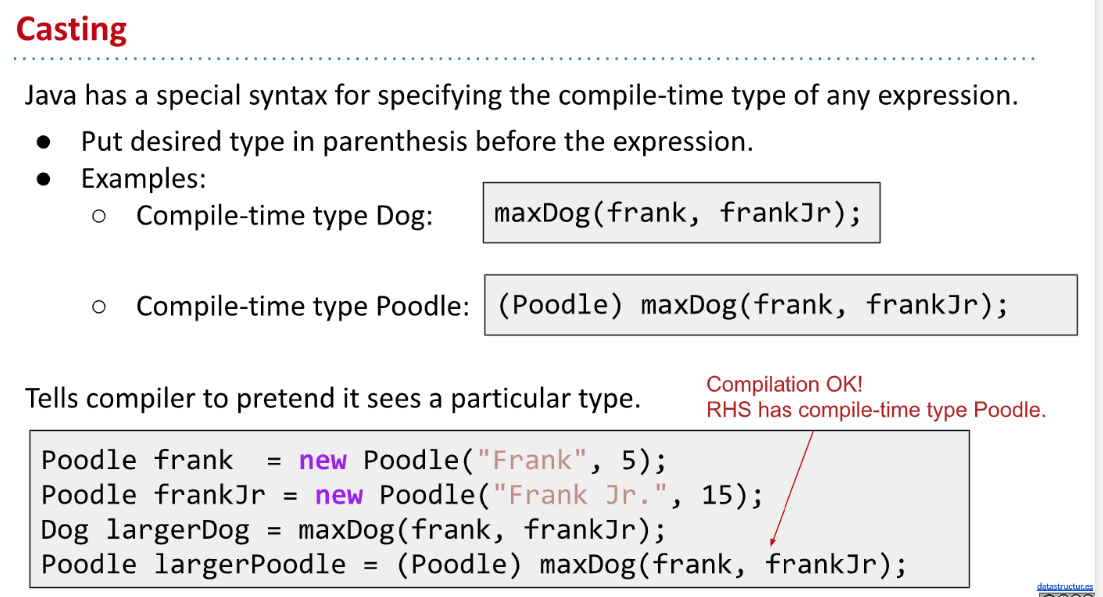 Casting
Java has a special syntax for specifying the compile-time type of any expression.
● Put desired type in parenthesis before the expression.
● Examples:
○ Compile-time type Dog:
maxDog(frank, frankJr);
○ Compile-time type Poodle:
(Poodle) maxDog(frank, frankJr);
Tells compiler to pretend it sees a particular type.
Compilation OK!
RHS has compile-time type Poodle.
Poodle frank  = new Poodle("Frank", 5);
Poodle frankJr = new Poodle("Frank Jr.", 15);
Dog largerDog = maxDog(frank, frankJr);
Poodle largerPoodle = (Poodle) maxDog(frank, frankJr);
datastructur.es